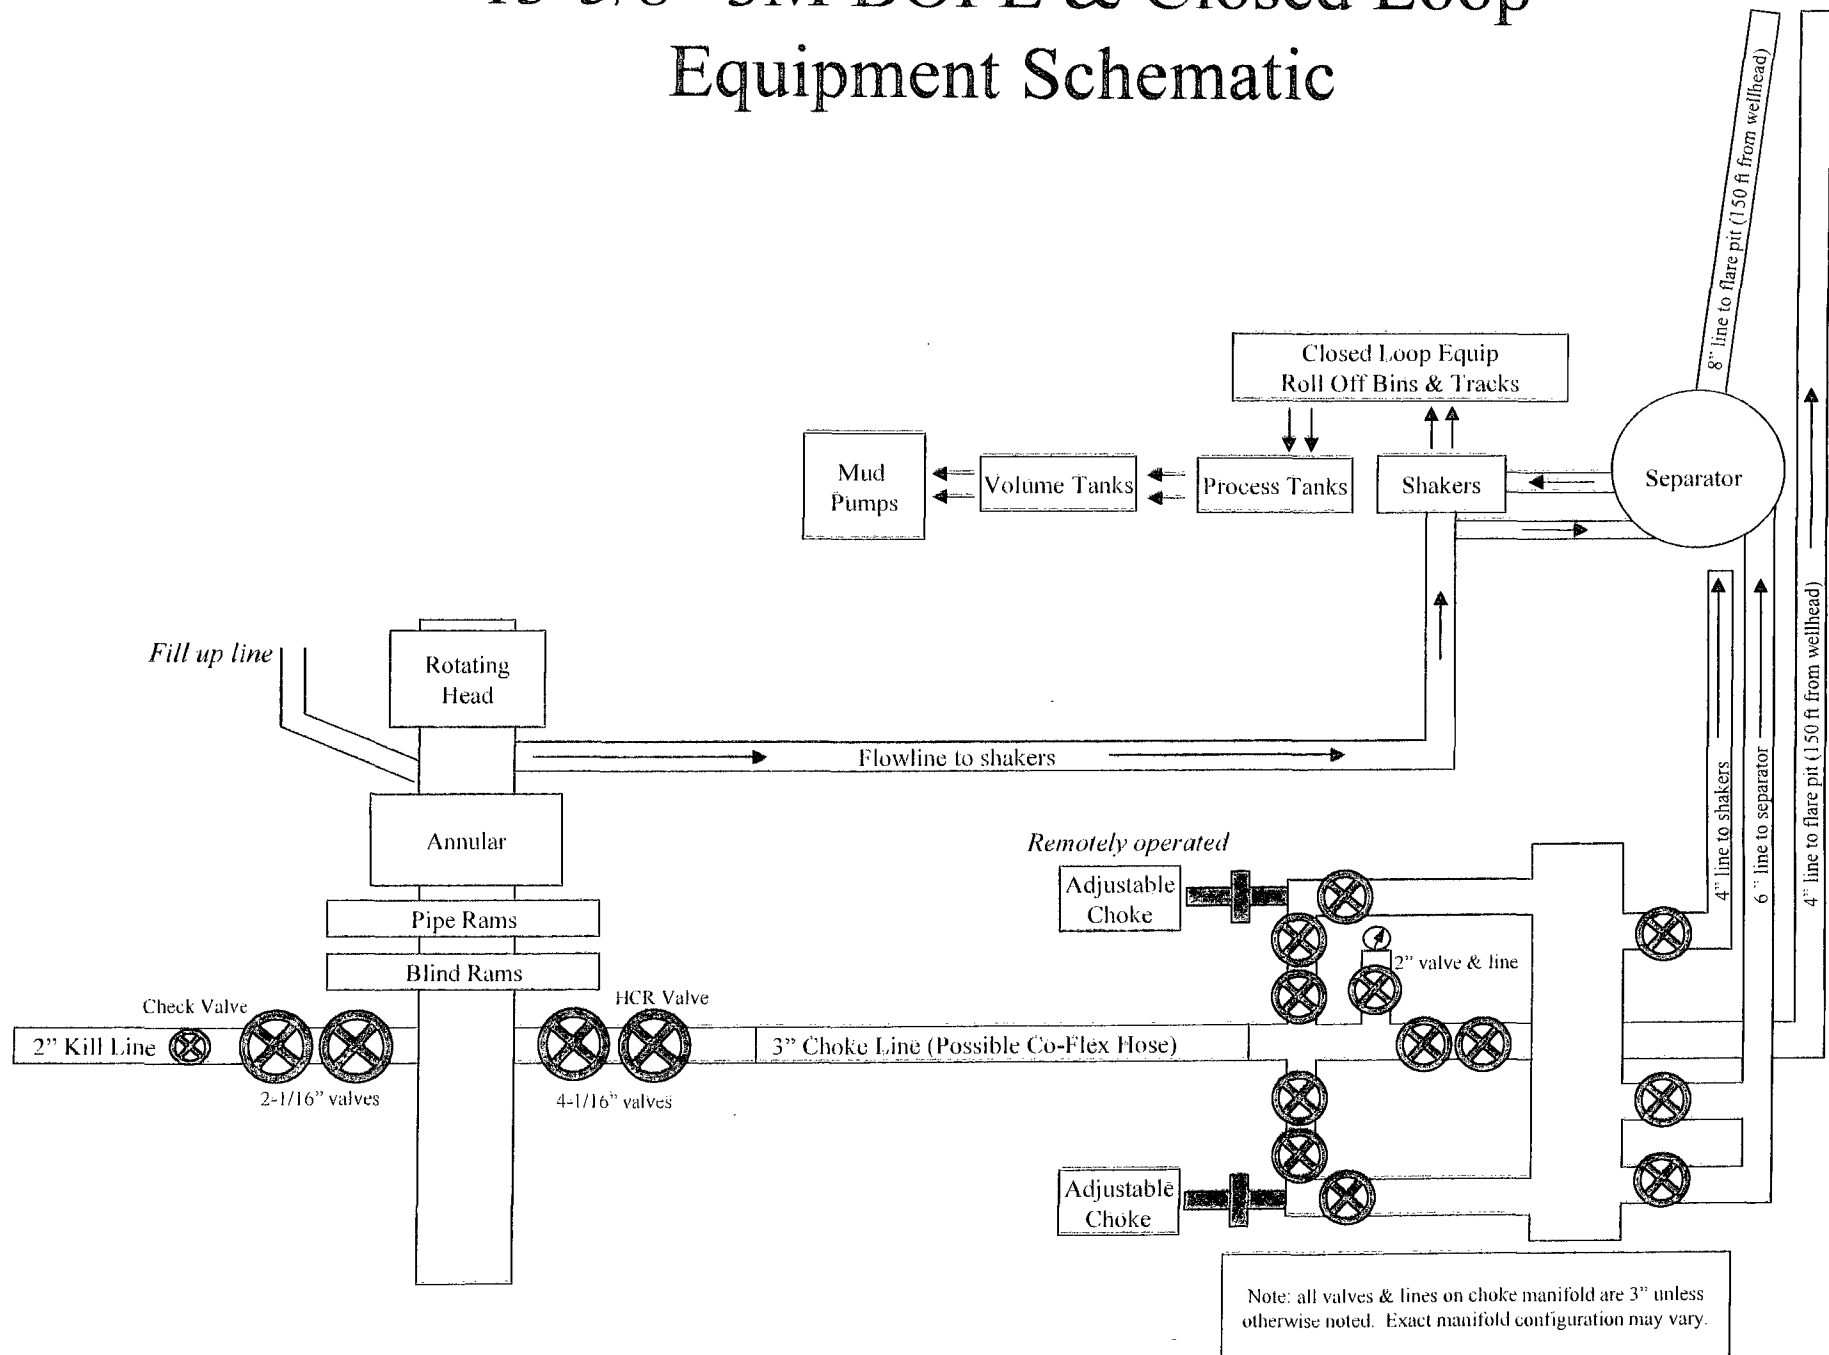 Equipment Schematic
8" line to flare pit (150 ft from wellhead)
Closed Loop Equip
Roll Off Bins & Tracks
Mud
Pumps
Volume Tanks
Process Tanks
Shakers
Separator
Fill up line
Rotating
Head
Flowline to shakers
Annular
Pipe Rams
Blind Rams
Check Valve
HCR Valve
2" Kill Line
3" Choke Line (Possible Co-Flex Hose)
2-1/16" valves
4-1/16" valves
Remotely operated
Adjustable
Choke
2" valve & line
Adjustable
Choke
4" line to shakers
6" line to separator
4" line to flare pit (150 ft from wellhead)
Note: all valves & lines on choke manifold are 3" unless
otherwise noted. Exact manifold configuration may vary.